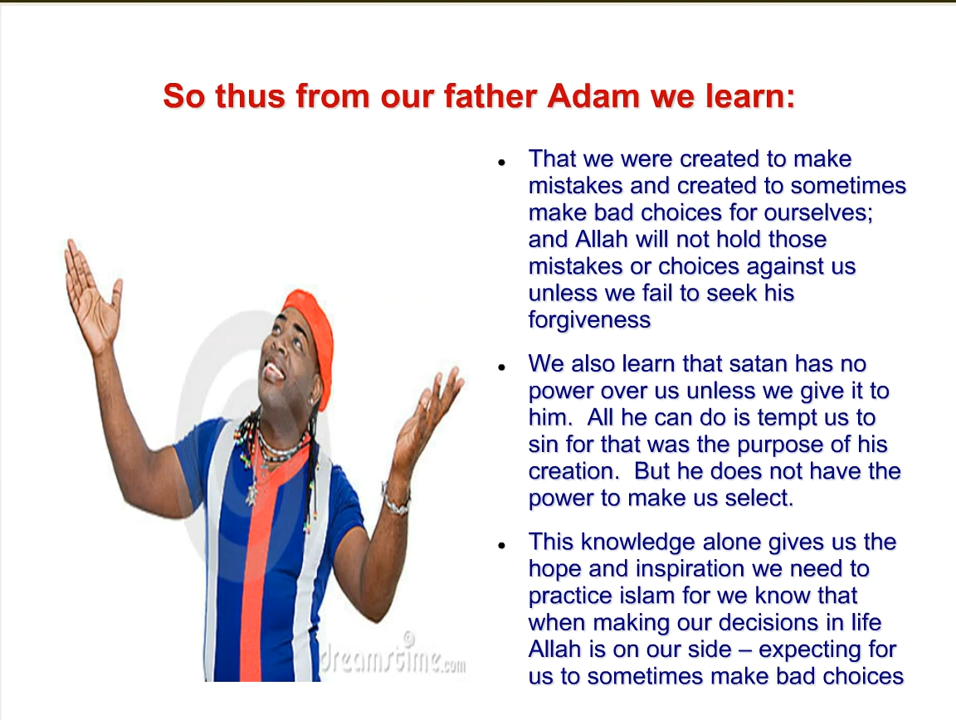 So thus from our father Adam we learn:
• That we were created to make
mistakes and created to sometimes
make bad choices for ourselves;
and Allah will not hold those
mistakes or choices against us
unless we fail to seek his
forgiveness
• We also learn that satan has no
power over us unless we give it to
him.  All he can do is tempt us to
sin for that was the purpose of his
creation.  But he does not have the
power to make us select.
• This knowledge alone gives us the
hope and inspiration we need to
practice islam for we know that
when making our decisions in life
Allah is on our side – expecting for
us to sometimes make bad choices
dreamstime.com